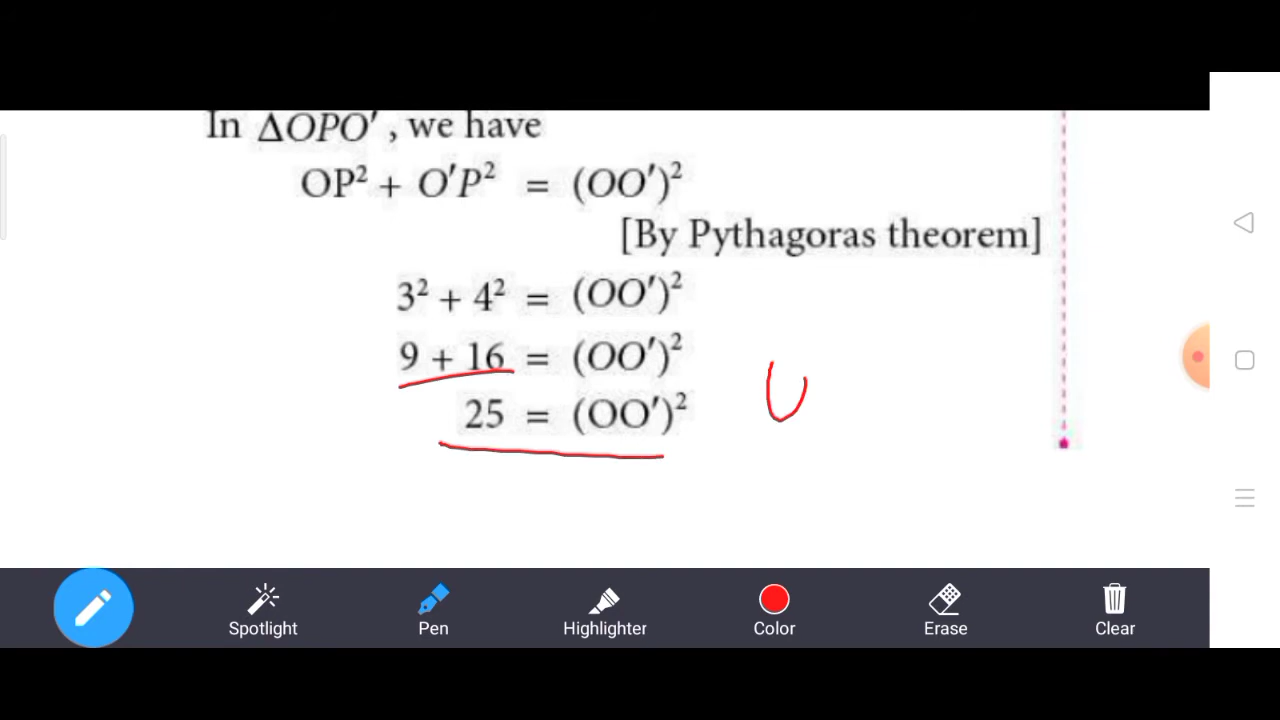 In ΔOPO′, we have
OP² + O′P² = (OO′)²
[By Pythagoras theorem]
3² + 4² = (OO′)²
9 + 16 = (OO′)²
25 = (OO′)²
Spotlight Pen Highlighter Color Erase Clear